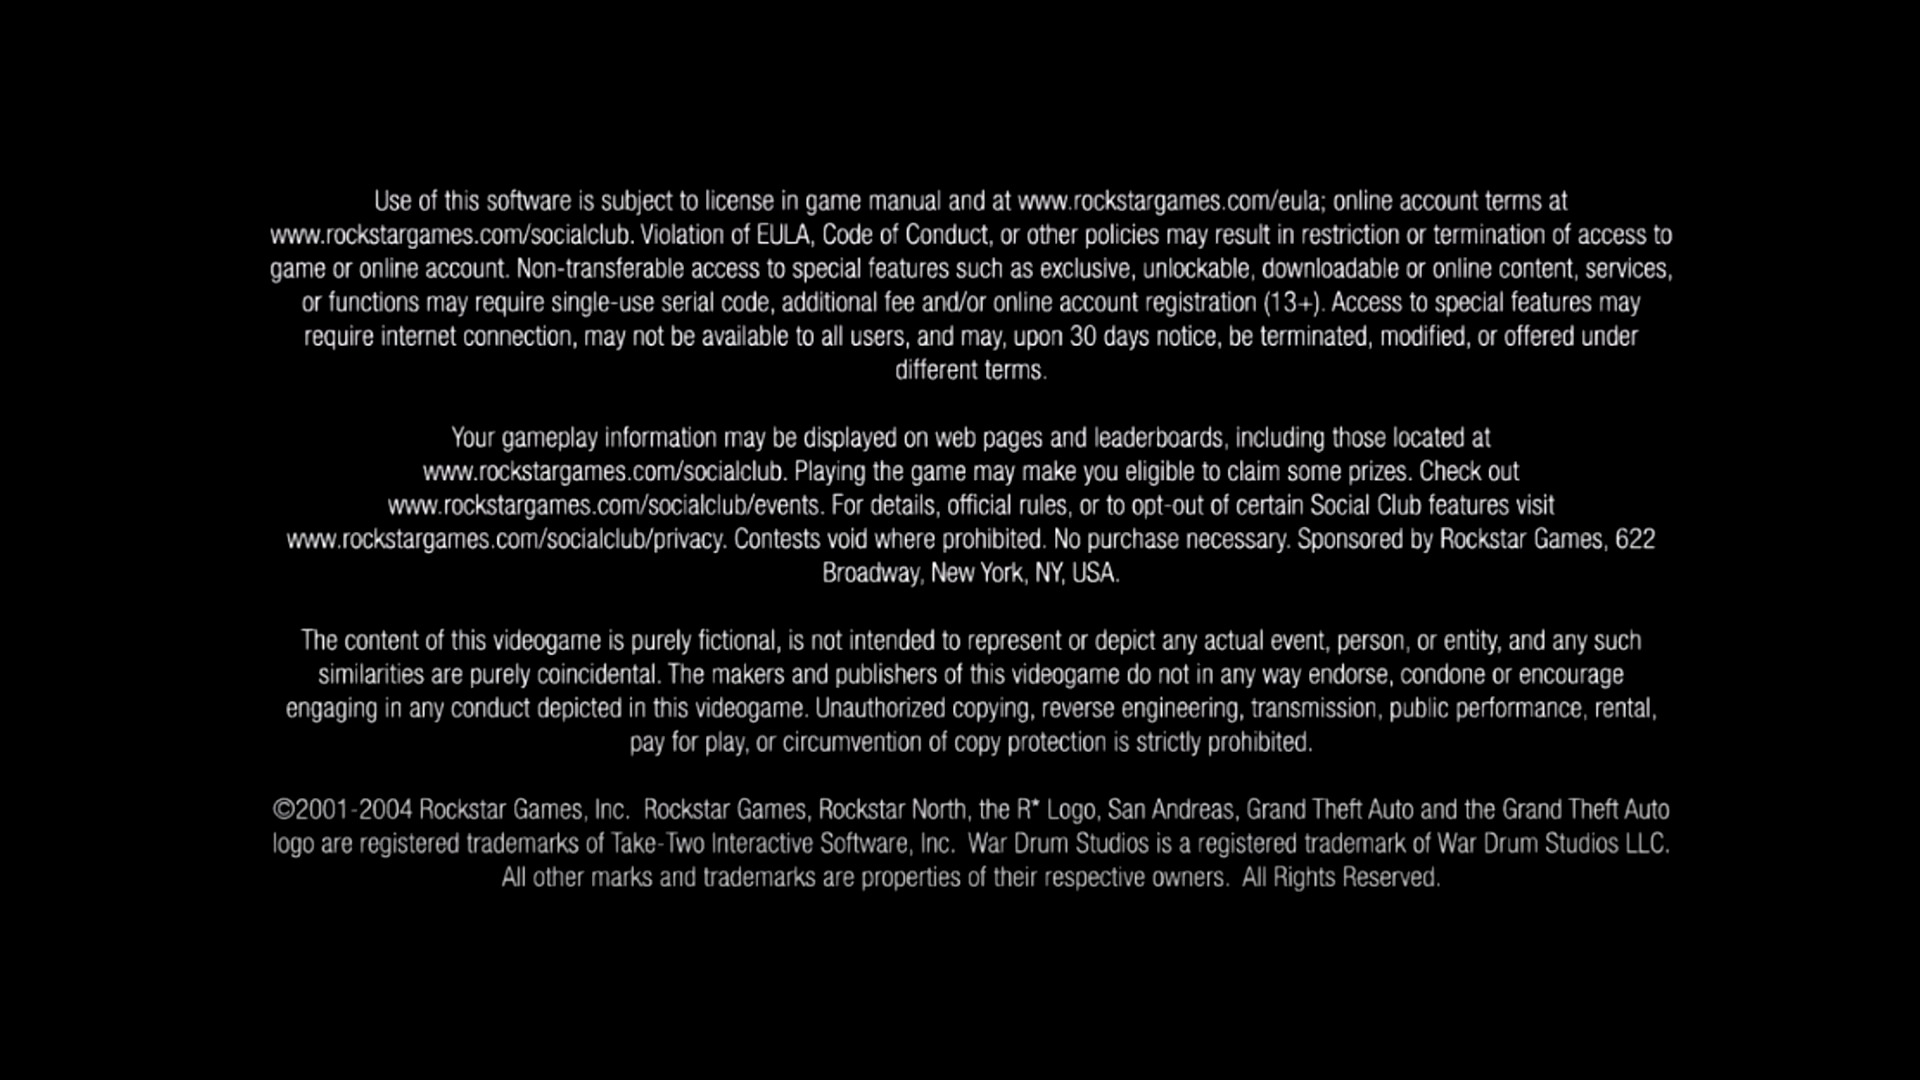 Use of this software is subject to license in game manual and at www.rockstargames.com/eula; online account terms at
www.rockstargames.com/socialclub. Violation of EULA, Code of Conduct, or other policies may result in restriction or termination of access to
game or online account. Non-transferable access to special features such as exclusive, unlockable, downloadable or online content, services,
or functions may require single-use serial code, additional fee and/or online account registration (13+). Access to special features may
require internet connection, may not be available to all users, and may, upon 30 days notice, be terminated, modified, or offered under
different terms.
Your gameplay information may be displayed on web pages and leaderboards, including those located at
www.rockstargames.com/socialclub. Playing the game may make you eligible to claim some prizes. Check out
www.rockstargames.com/socialclub/events. For details, official rules, or to opt-out of certain Social Club features visit
www.rockstargames.com/socialclub/privacy. Contests void where prohibited. No purchase necessary. Sponsored by Rockstar Games, 622
Broadway, New York, NY, USA.
The content of this videogame is purely fictional, is not intended to represent or depict any actual event, person, or entity, and any such
similarities are purely coincidental. The makers and publishers of this videogame do not in any way endorse, condone or encourage
engaging in any conduct depicted in this videogame. Unauthorized copying, reverse engineering, transmission, public performance, rental,
pay for play, or circumvention of copy protection is strictly prohibited.
©2001-2004 Rockstar Games, Inc.  Rockstar Games, Rockstar North, the R* Logo, San Andreas, Grand Theft Auto and the Grand Theft Auto
logo are registered trademarks of Take-Two Interactive Software, Inc.  War Drum Studios is a registered trademark of War Drum Studios LLC.
All other marks and trademarks are properties of their respective owners.  All Rights Reserved.